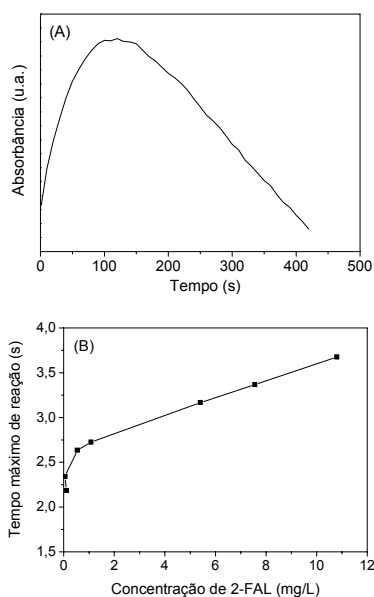 (A)
Absorbância (u.a.)
0 100 200 300 400 500
Tempo (s)
4,0
(B)
3,5
3,0
2,5
2,0
1,5
Tempo máximo de reação (s)
0 2 4 6 8 10 12
Concentração de 2-FAL (mg/L)